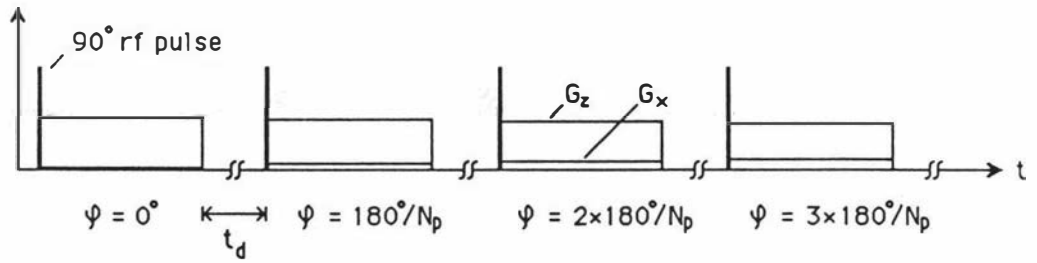 90° rf pulse
G_z G_x
t
φ = 0° φ = 180°/N_p φ = 2×180°/N_p φ = 3×180°/N_p
t_d